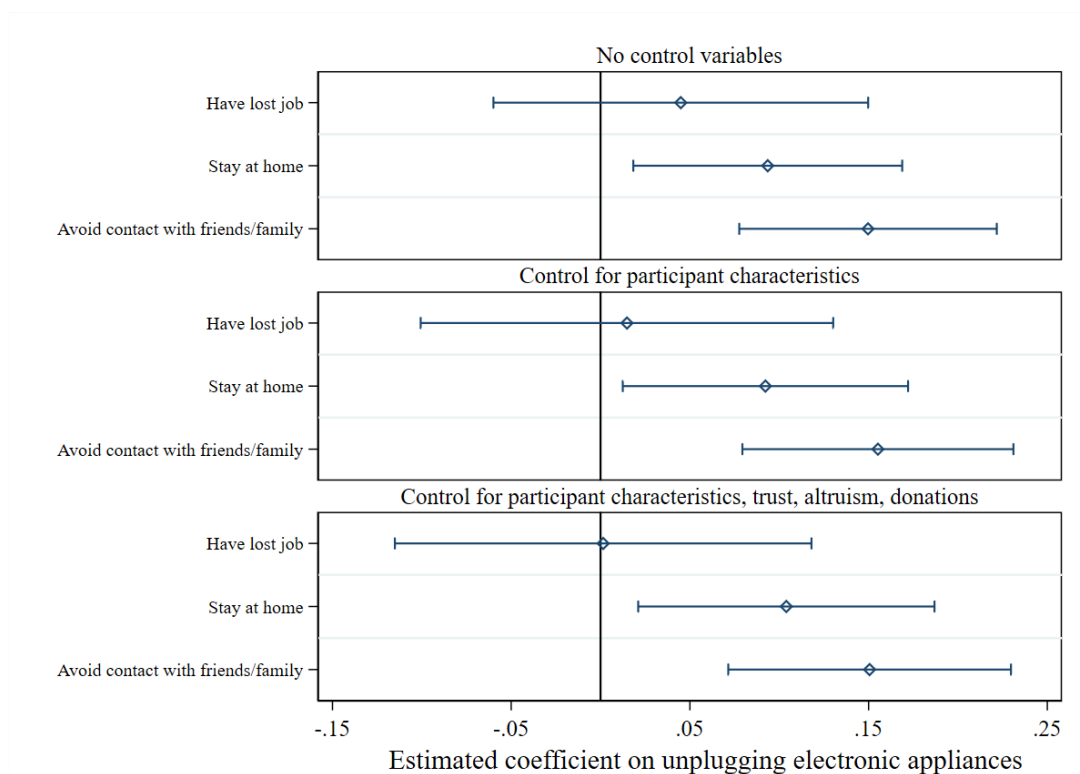 No control variables
Have lost job
Stay at home
Avoid contact with friends/family
Control for participant characteristics
Have lost job
Stay at home
Avoid contact with friends/family
Control for participant characteristics, trust, altruism, donations
Have lost job
Stay at home
Avoid contact with friends/family
-.15 -.05 .05 .15 .25
Estimated coefficient on unplugging electronic appliances